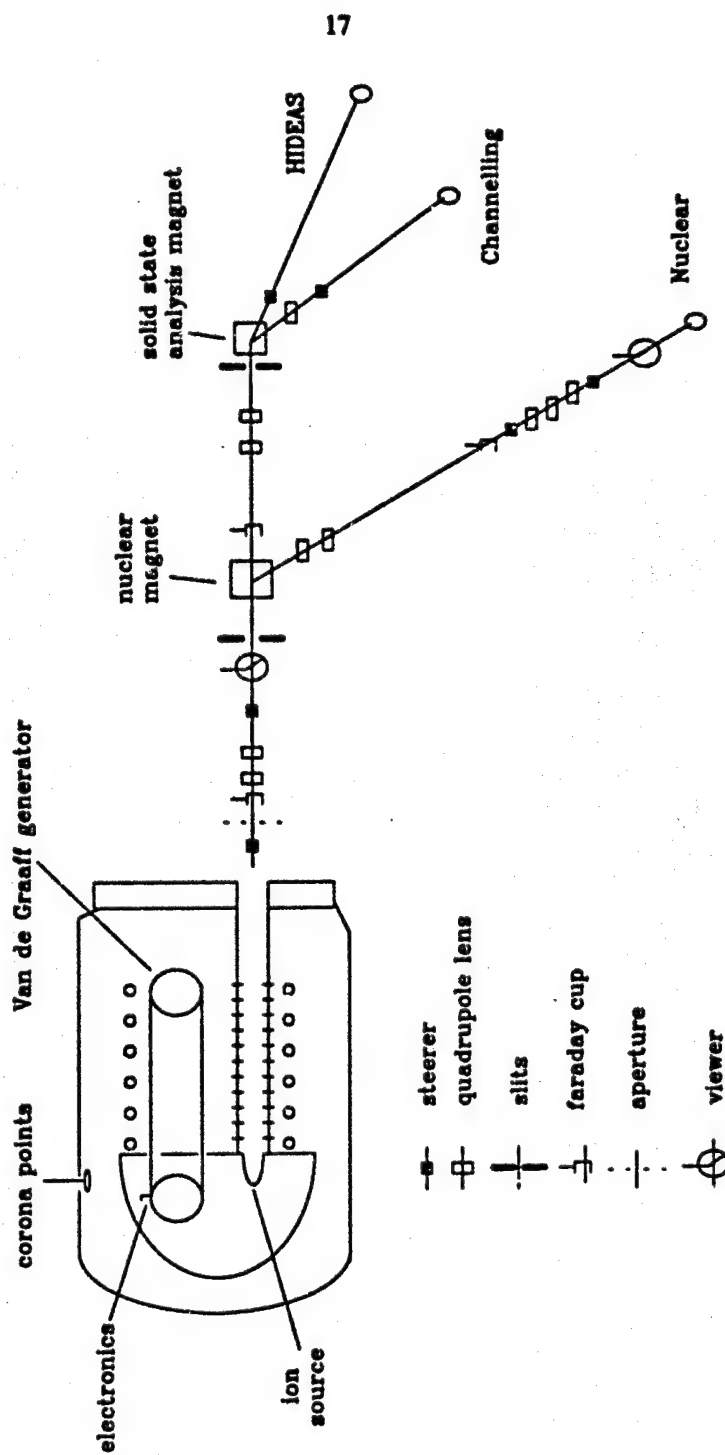 17
corona points
Van de Graaff generator
electronics
ion
source
nuclear
magnet
solid state
analysis magnet
HIDEAS
Channelling
Nuclear
steerer
quadrupole lens
slits
faraday cup
aperture
viewer